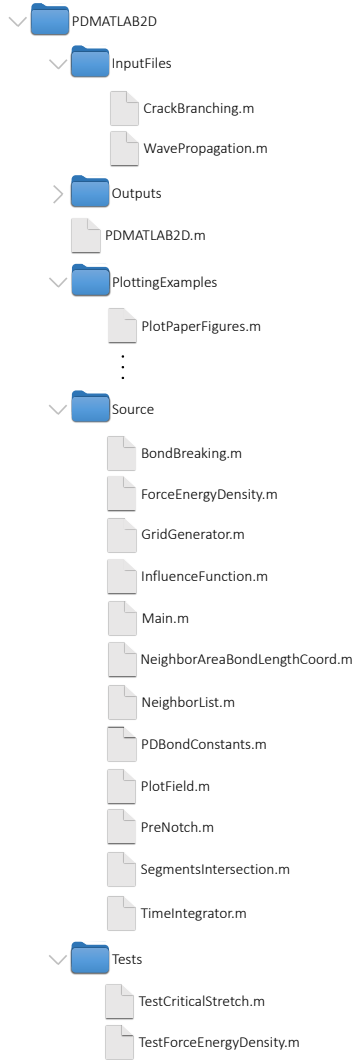 PDMATLAB2D
InputFiles
CrackBranching.m
WavePropagation.m
Outputs
PDMATLAB2D.m
PlottingExamples
PlotPaperFigures.m
Source
BondBreaking.m
ForceEnergyDensity.m
GridGenerator.m
InfluenceFunction.m
Main.m
NeighborAreaBondLengthCoord.m
NeighborList.m
PDBondConstants.m
PlotField.m
PreNotch.m
SegmentsIntersection.m
TimeIntegrator.m
Tests
TestCriticalStretch.m
TestForceEnergyDensity.m